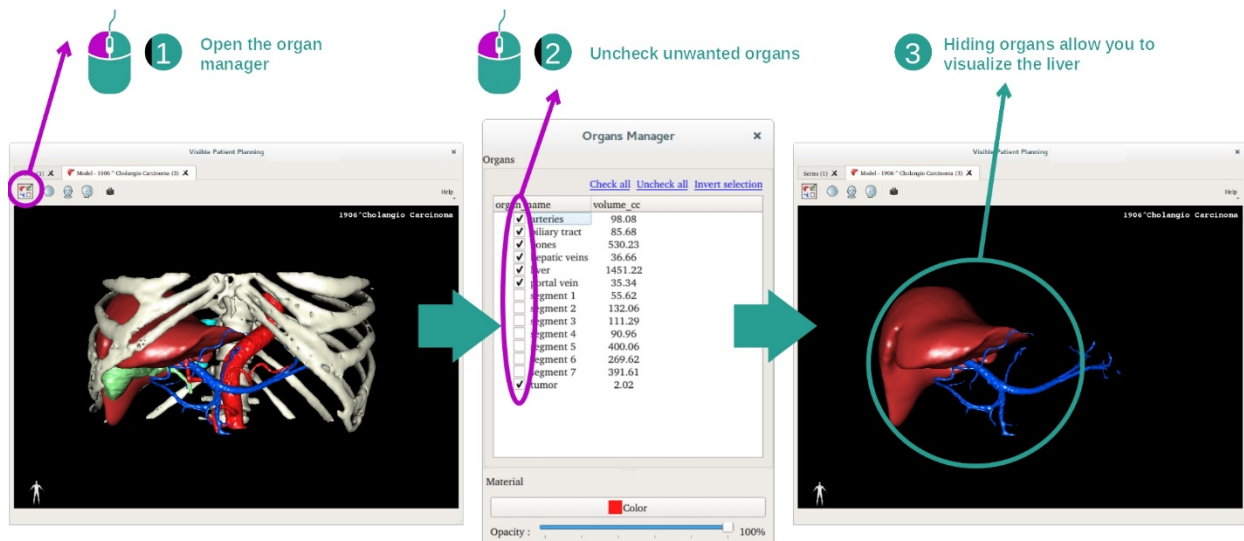 1
Open the organ
manager
2
Uncheck unwanted organs
3
Hiding organs allow you to
visualize the liver
Visible Patient Planning
(1)
Model - 1906 ^ Cholangio Carcinoma (3)
Help
1906^Cholangio Carcinoma
Organs Manager
Organs
Check all Uncheck all Invert selection
organ_name volume_cc
arteries 98.08
biliary tract 85.68
bones 530.23
hepatic veins 36.66
liver 1451.22
portal vein 35.34
segment 1 55.62
segment 2 132.06
segment 3 111.29
segment 4 90.96
segment 5 400.06
segment 6 269.62
segment 7 391.61
tumor 2.02
Material
Color
Opacity : 100%
Visible Patient Planning
Series (1)
Model - 1906 ^ Cholangio Carcinoma (3)
Help
1906^Cholangio Carcinoma